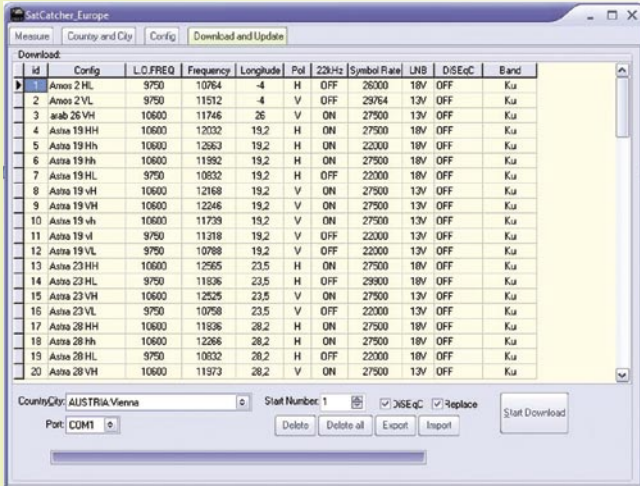 SatCatcher_Europe
Measure Country and City Config Download and Update
Download:
id Config L.O.FREQ Frequency Longitude Pol 22kHz Symbol Rate LNB DiSEqC Band
1 Amos 2 HL 9750 10764 -4 H OFF 26000 18V OFF Ku
2 Amos 2 VL 9750 11512 -4 V OFF 29764 13V OFF Ku
3 arab 26 VH 10600 11746 26 V ON 27500 13V OFF Ku
4 Astra 19 HH 10600 12032 19,2 H ON 27500 18V OFF Ku
5 Astra 19 Hh 10600 12663 19,2 H ON 22000 18V OFF Ku
6 Astra 19 hh 10600 11992 19,2 H ON 27500 18V OFF Ku
7 Astra 19 HL 9750 10832 19,2 H OFF 22000 18V OFF Ku
8 Astra 19 vH 10600 12168 19,2 V ON 27500 13V OFF Ku
9 Astra 19 VH 10600 12246 19,2 V ON 27500 13V OFF Ku
10 Astra 19 vh 10600 11739 19,2 V ON 27500 13V OFF Ku
11 Astra 19 vl 9750 11318 19,2 V OFF 22000 13V OFF Ku
12 Astra 19 VL 9750 10788 19,2 V OFF 22000 13V OFF Ku
13 Astra 23 HH 10600 12565 23,5 H ON 27500 18V OFF Ku
14 Astra 23 HL 9750 11836 23,5 H OFF 29900 18V OFF Ku
15 Astra 23 VH 10600 12525 23,5 V ON 27500 13V OFF Ku
16 Astra 23 VL 9750 10758 23,5 V OFF 22000 13V OFF Ku
17 Astra 28 HH 10600 11836 28,2 H ON 27500 18V OFF Ku
18 Astra 28 hh 10600 12266 28,2 H ON 27500 18V OFF Ku
19 Astra 28 HL 9750 10832 28,2 H OFF 22000 18V OFF Ku
20 Astra 28 VH 10600 11973 28,2 V ON 27500 13V OFF Ku
CountryCity: AUSTRIA:Vienna Start Number: 1 DiSEqC Replace Start Download
Port: COM1 Delete Delete all Export Import